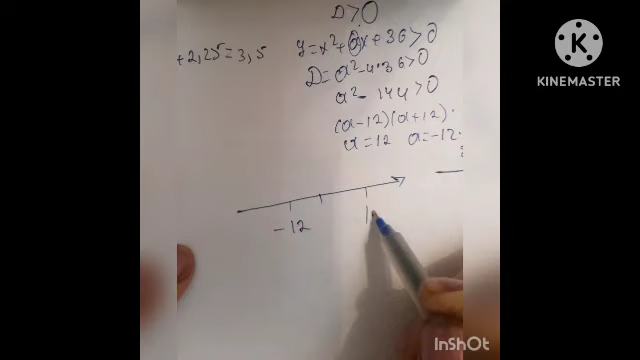 D>0
+2,25=3,5
y=x²+ax+36>0
D=a²-4·36>0
a²-144>0
(a-12)(a+12)
a=12 a=-12
-12
1
KINEMASTER
InShOt